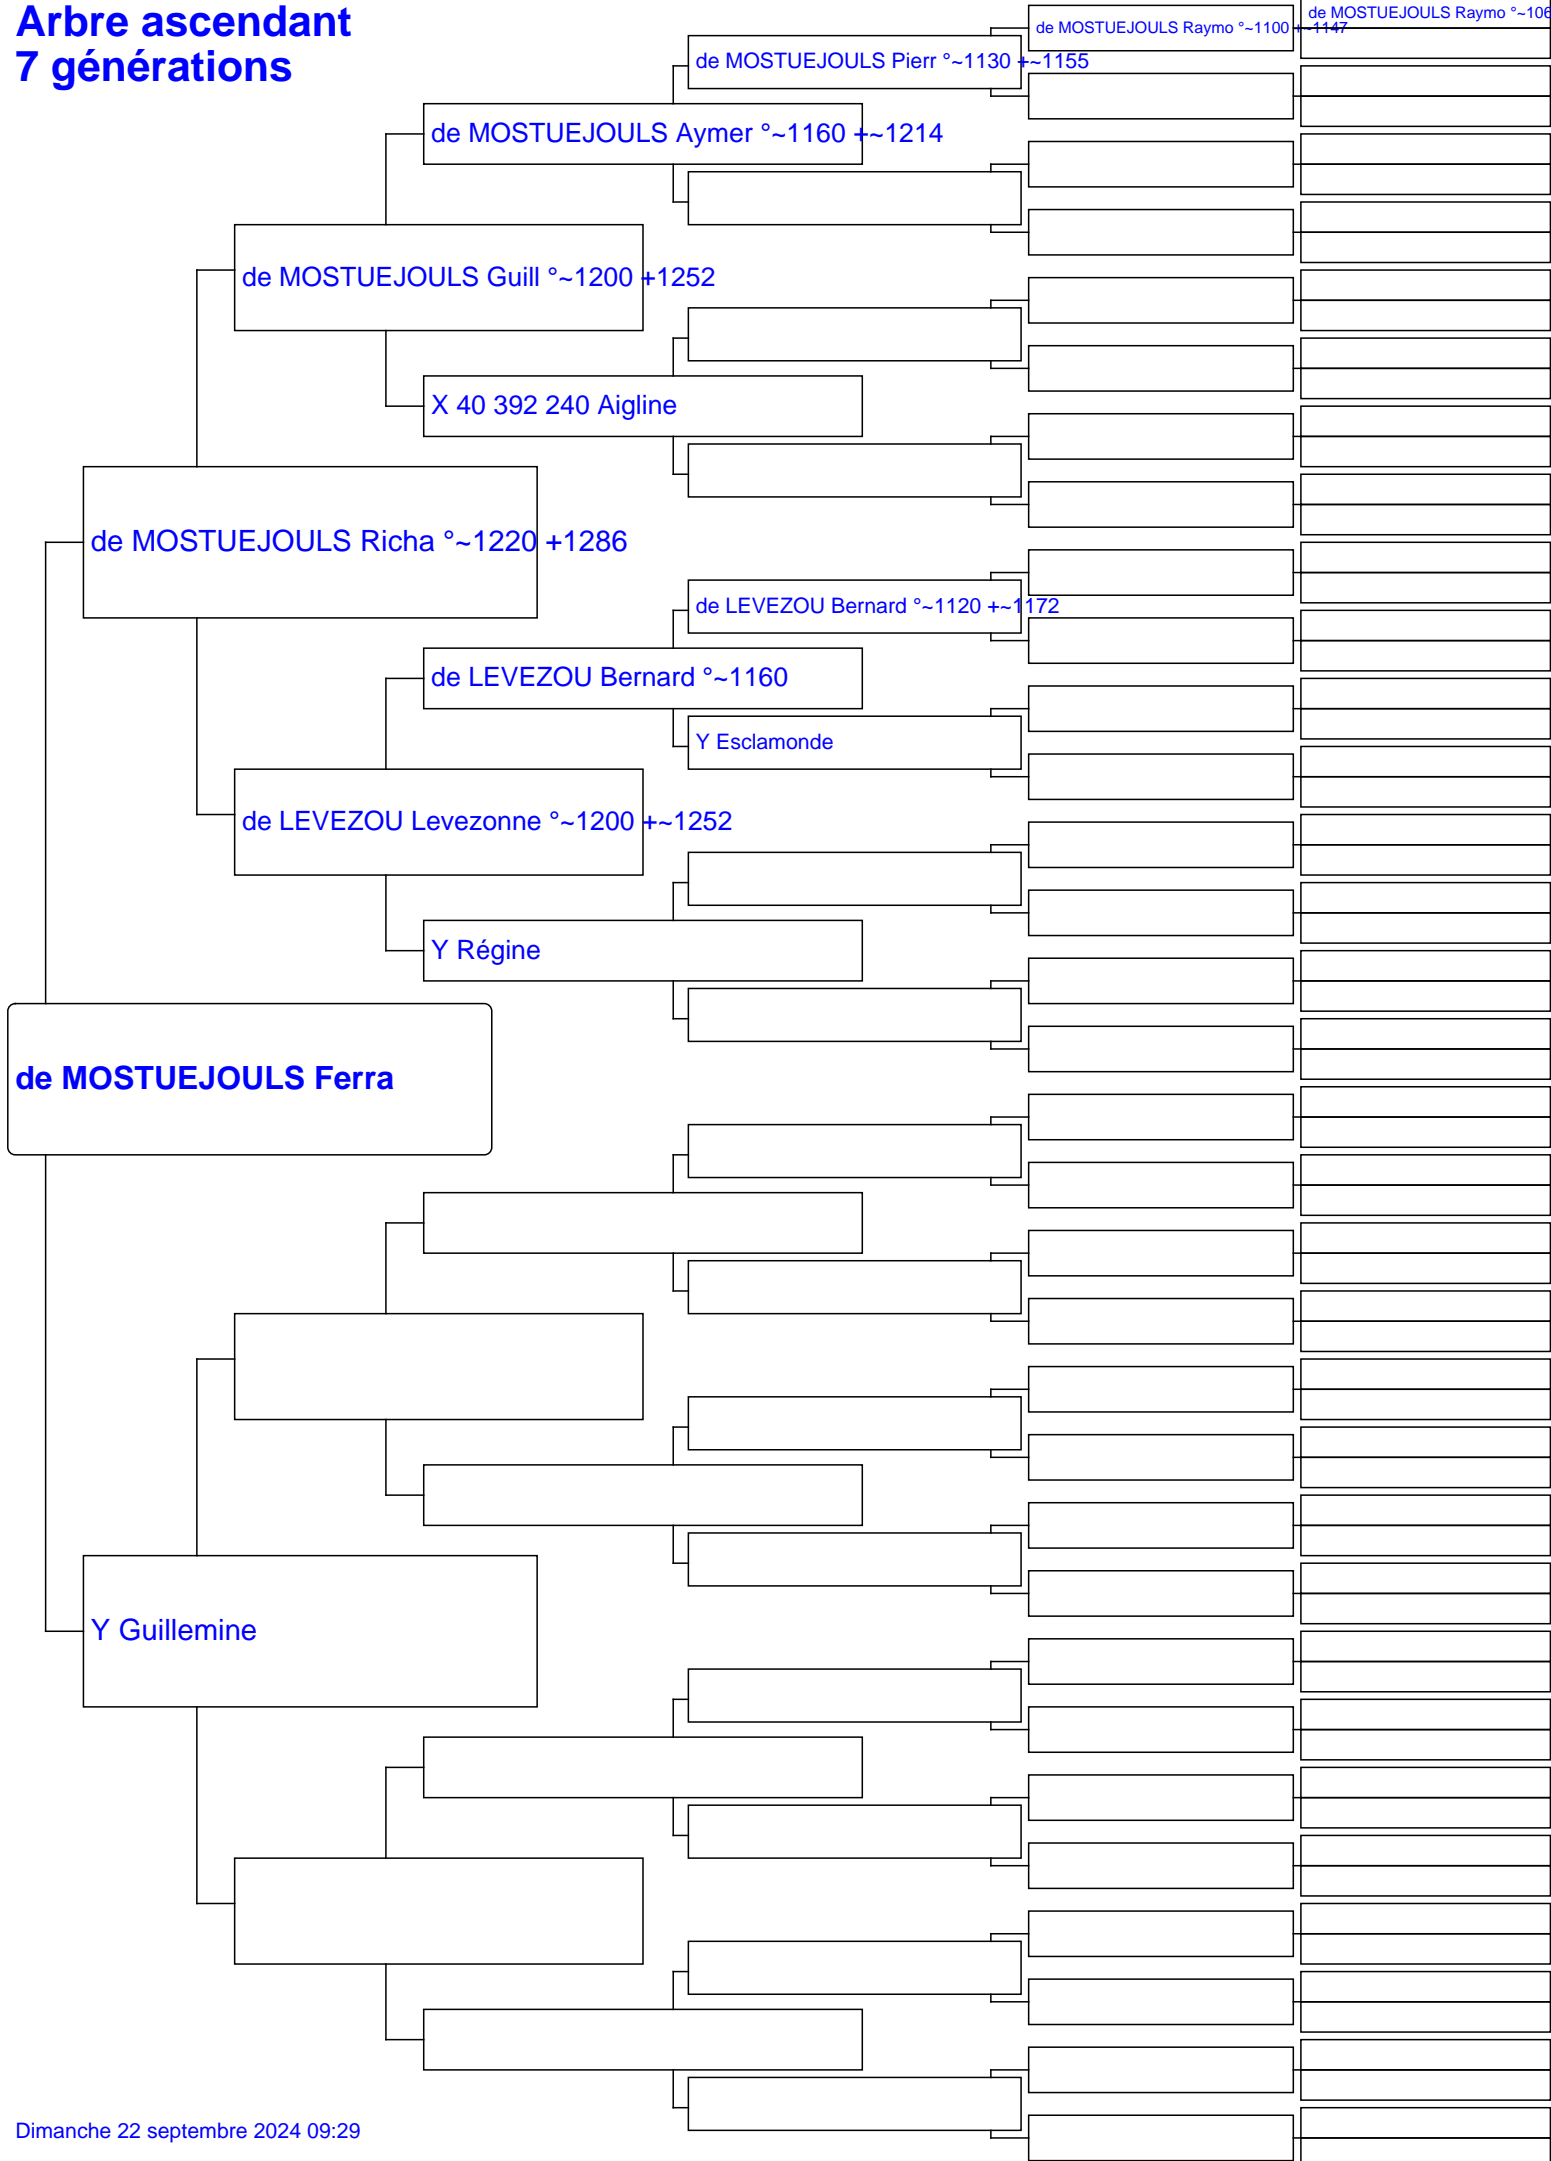 Arbre ascendant
7 générations
de MOSTUEJOULS Raymo °~106
de MOSTUEJOULS Raymo °~1100 +~1147
de MOSTUEJOULS Pierr °~1130 +~1155
de MOSTUEJOULS Aymer °~1160 +~1214
de MOSTUEJOULS Guill °~1200 +1252
X 40 392 240 Aigline
de MOSTUEJOULS Richa °~1220 +1286
de LEVEZOU Bernard °~1120 +~1172
de LEVEZOU Bernard °~1160
Y Esclamonde
de LEVEZOU Levezonne °~1200 +~1252
Y Régine
de MOSTUEJOULS Ferra
Y Guillemine
Dimanche 22 septembre 2024 09:29